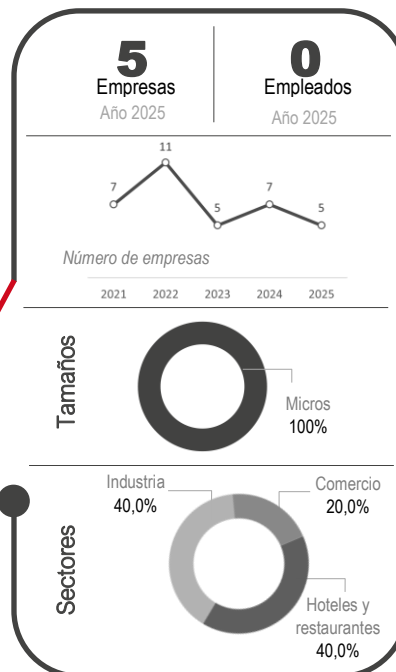 5
Empresas
Año 2025
0
Empleados
Año 2025
7
11
5
7
5
Número de empresas
2021 2022 2023 2024 2025
Tamaños
Micros
100%
Sectores
Industria
40,0%
Comercio
20,0%
Hoteles y
restaurantes
40,0%